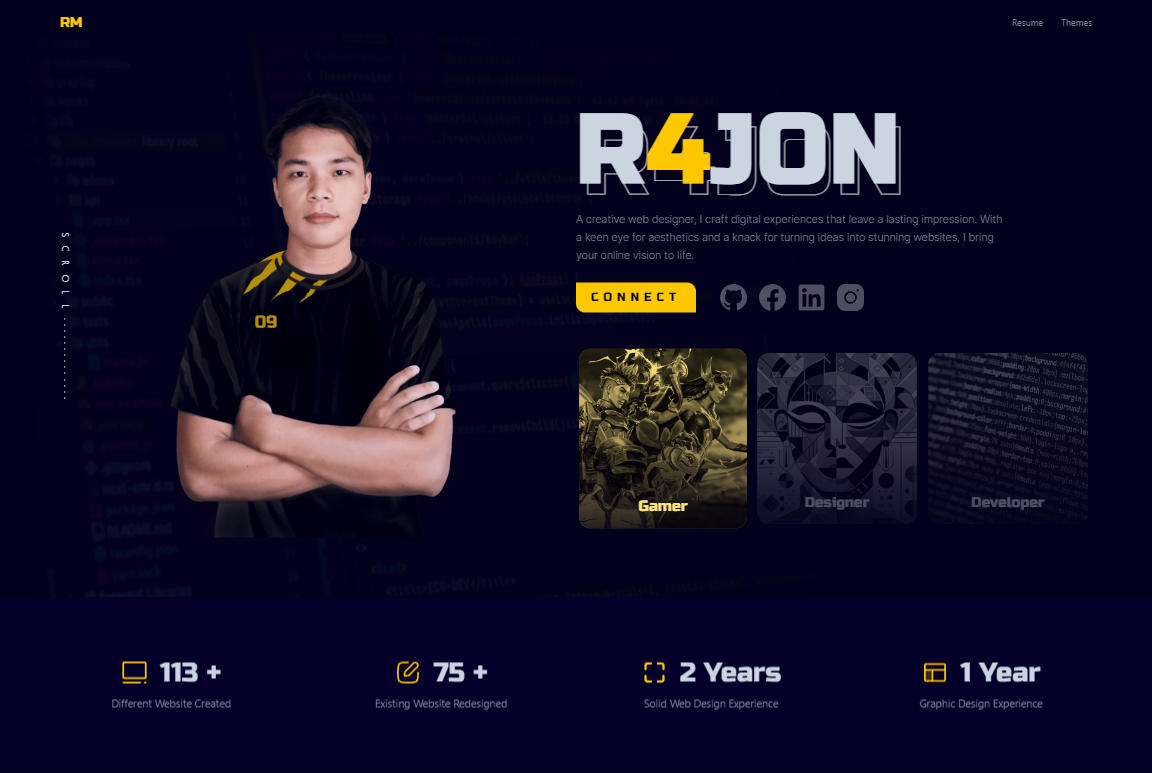 RM
Resume
Themes
R4JON
A creative web designer, I craft digital experiences that leave a lasting impression. With
a keen eye for aesthetics and a knack for turning ideas into stunning websites, I bring
your online vision to life.
CONNECT
SCROLL
09
Gamer
Designer
Developer
113 +
Different Website Created
75 +
Existing Website Redesigned
2 Years
Solid Web Design Experience
1 Year
Graphic Design Experience